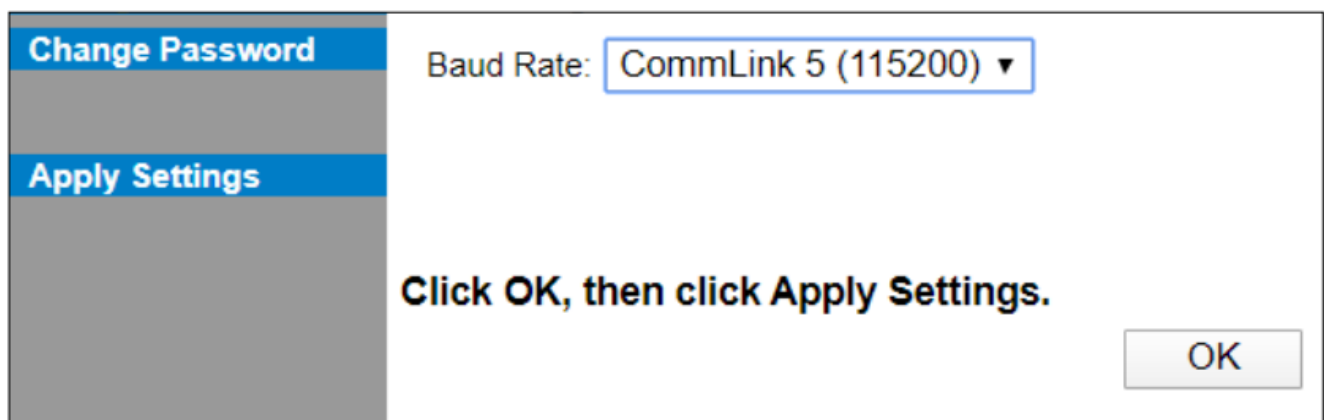 Change Password
Baud Rate: CommLink 5 (115200) ▼
Apply Settings
Click OK, then click Apply Settings.
OK